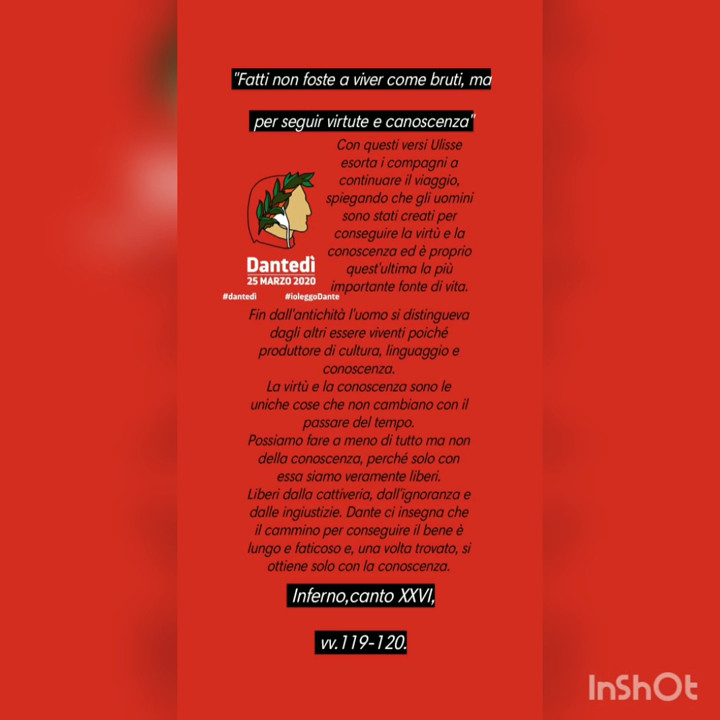 "Fatti non foste a viver come bruti, ma
per seguir virtute e canoscenza"
Con questi versi Ulisse
esorta i compagni a
continuare il viaggio,
spiegando che gli uomini
sono stati creati per
conseguire la virtù e la
conoscenza ed è proprio
quest'ultima la più
importante fonte di vita.
Dantedì
25 MARZO 2020
#dantedì #ioleggoDante
Fin dall'antichità l'uomo si distingueva
dagli altri essere viventi poiché
produttore di cultura, linguaggio e
conoscenza.
La virtù e la conoscenza sono le
uniche cose che non cambiano con il
passare del tempo.
Possiamo fare a meno di tutto ma non
della conoscenza, perché solo con
essa siamo veramente liberi.
Liberi dalla cattiveria, dall'ignoranza e
dalle ingiustizie. Dante ci insegna che
il cammino per conseguire il bene è
lungo e faticoso e, una volta trovato, si
ottiene solo con la conoscenza.
Inferno,canto XXVI,
vv.119-120.
InShOt